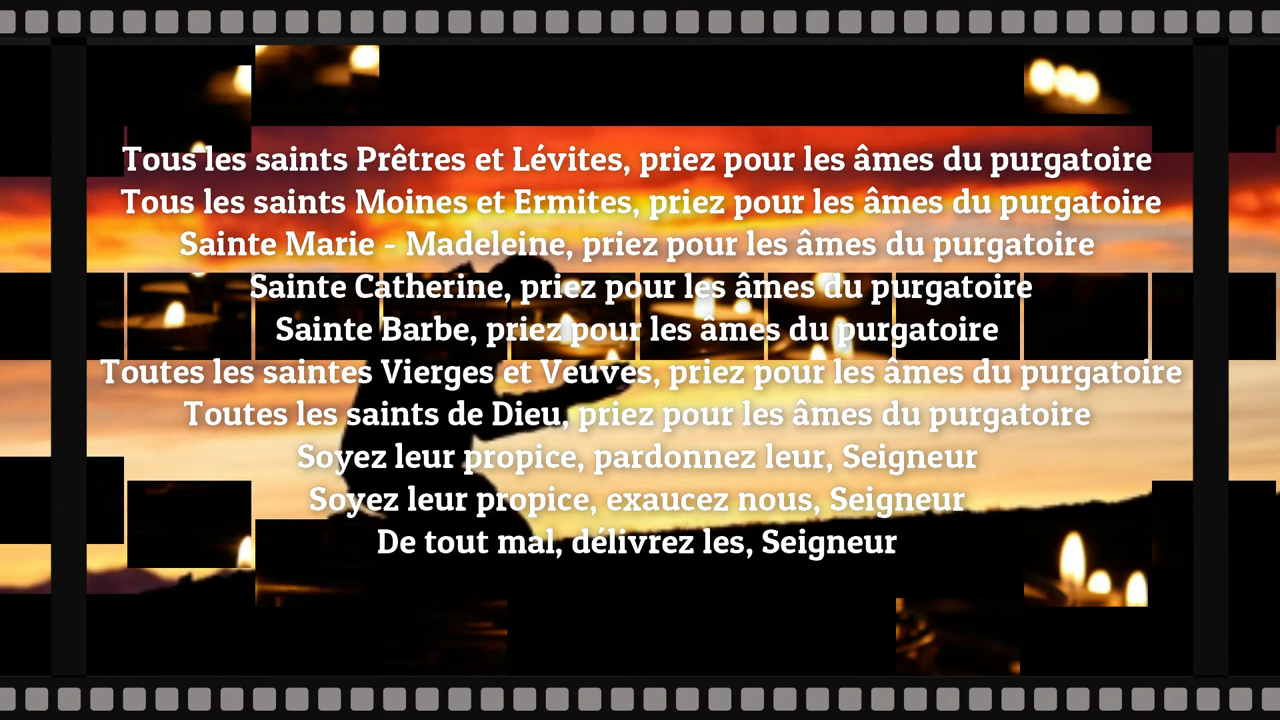 Tous les saints Prêtres et Lévites, priez pour les âmes du purgatoire
Tous les saints Moines et Ermites, priez pour les âmes du purgatoire
Sainte Marie - Madeleine, priez pour les âmes du purgatoire
Sainte Catherine, priez pour les âmes du purgatoire
Sainte Barbe, priez pour les âmes du purgatoire
Toutes les saintes Vierges et Veuves, priez pour les âmes du purgatoire
Toutes les saints de Dieu, priez pour les âmes du purgatoire
Soyez leur propice, pardonnez leur, Seigneur
Soyez leur propice, exaucez nous, Seigneur
De tout mal, délivrez les, Seigneur